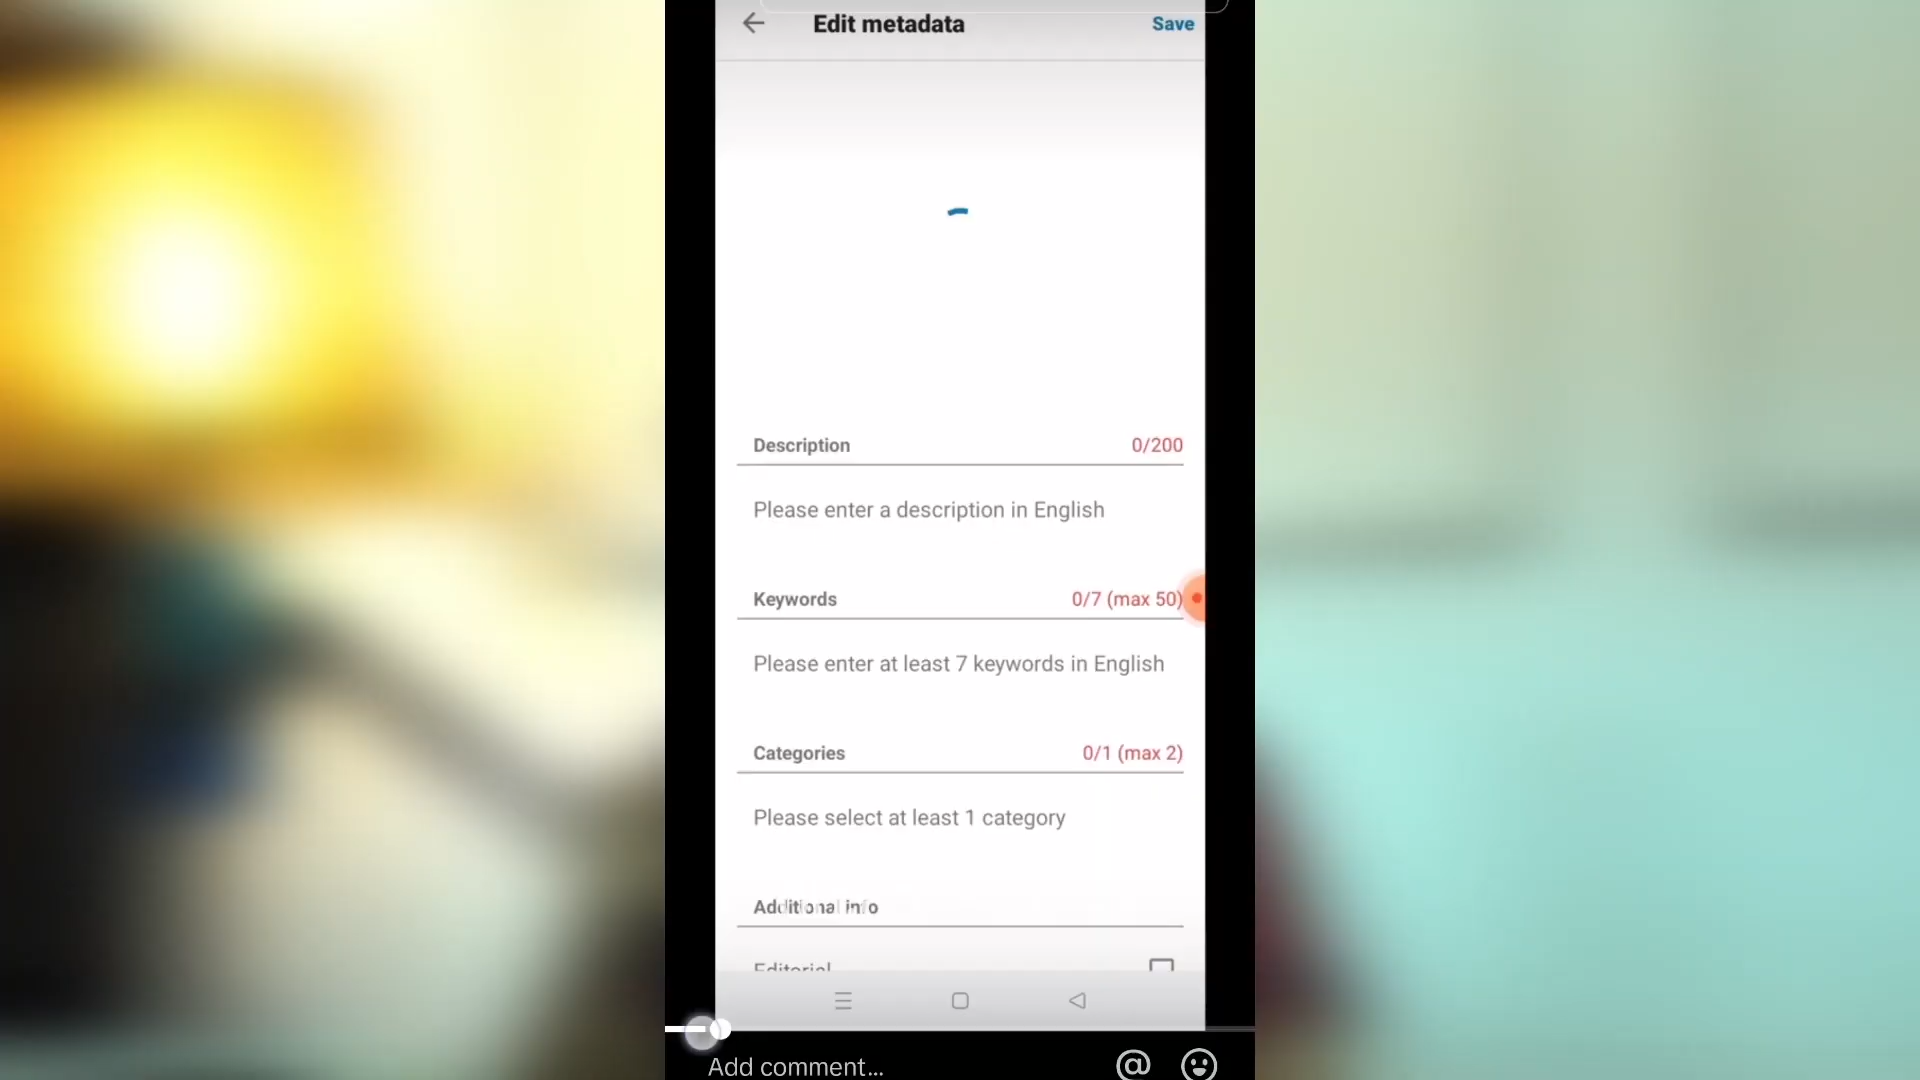 Edit metadata
Save
Description
0/200
Please enter a description in English
Keywords
0/7 (max 50)
Please enter at least 7 keywords in English
Categories
0/1 (max 2)
Please select at least 1 category
Additional info
Editorial
Add comment...
@